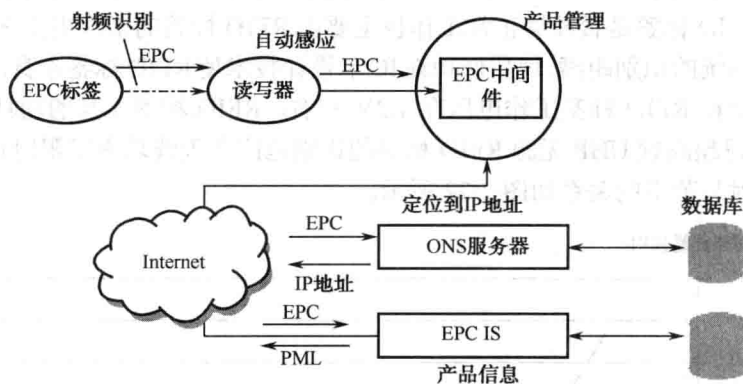 射频识别
EPC
自动感应
EPC
产品管理
EPC标签
读写器
EPC中间
件
定位到IP地址
数据库
Internet
EPC
ONS服务器
IP地址
EPC
EPC IS
PML
产品信息